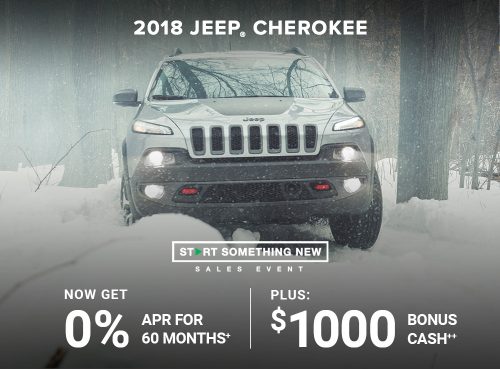 2018 JEEP® CHEROKEE
Jeep
START SOMETHING NEW
SALES EVENT
NOW GET
0% APR FOR
60 MONTHS+
PLUS:
$1000 BONUS
CASH++